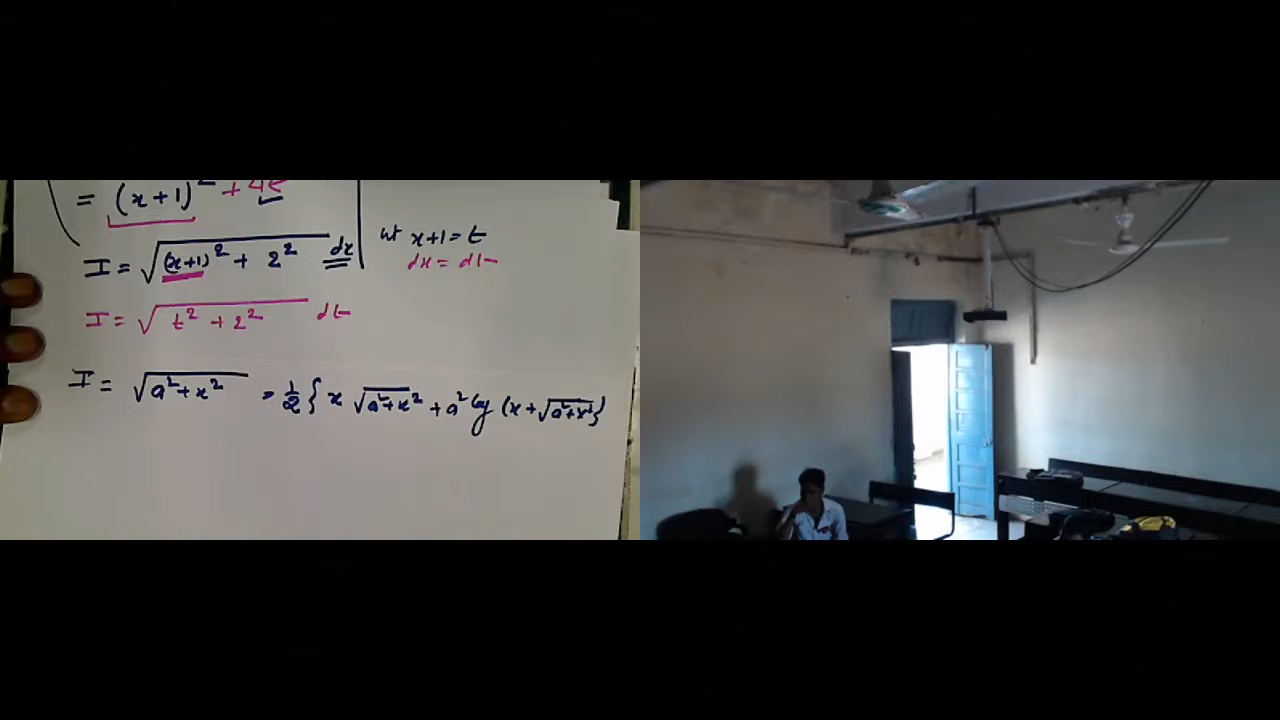 = (x+1)² + 4
I = √(x+1)² + 2² dx
let x+1 = t
dx = dt
I = √t² + 2² dt
I = √a²+x² = 1/2 { x √a²+x² + a² log (x+√a²+x² }